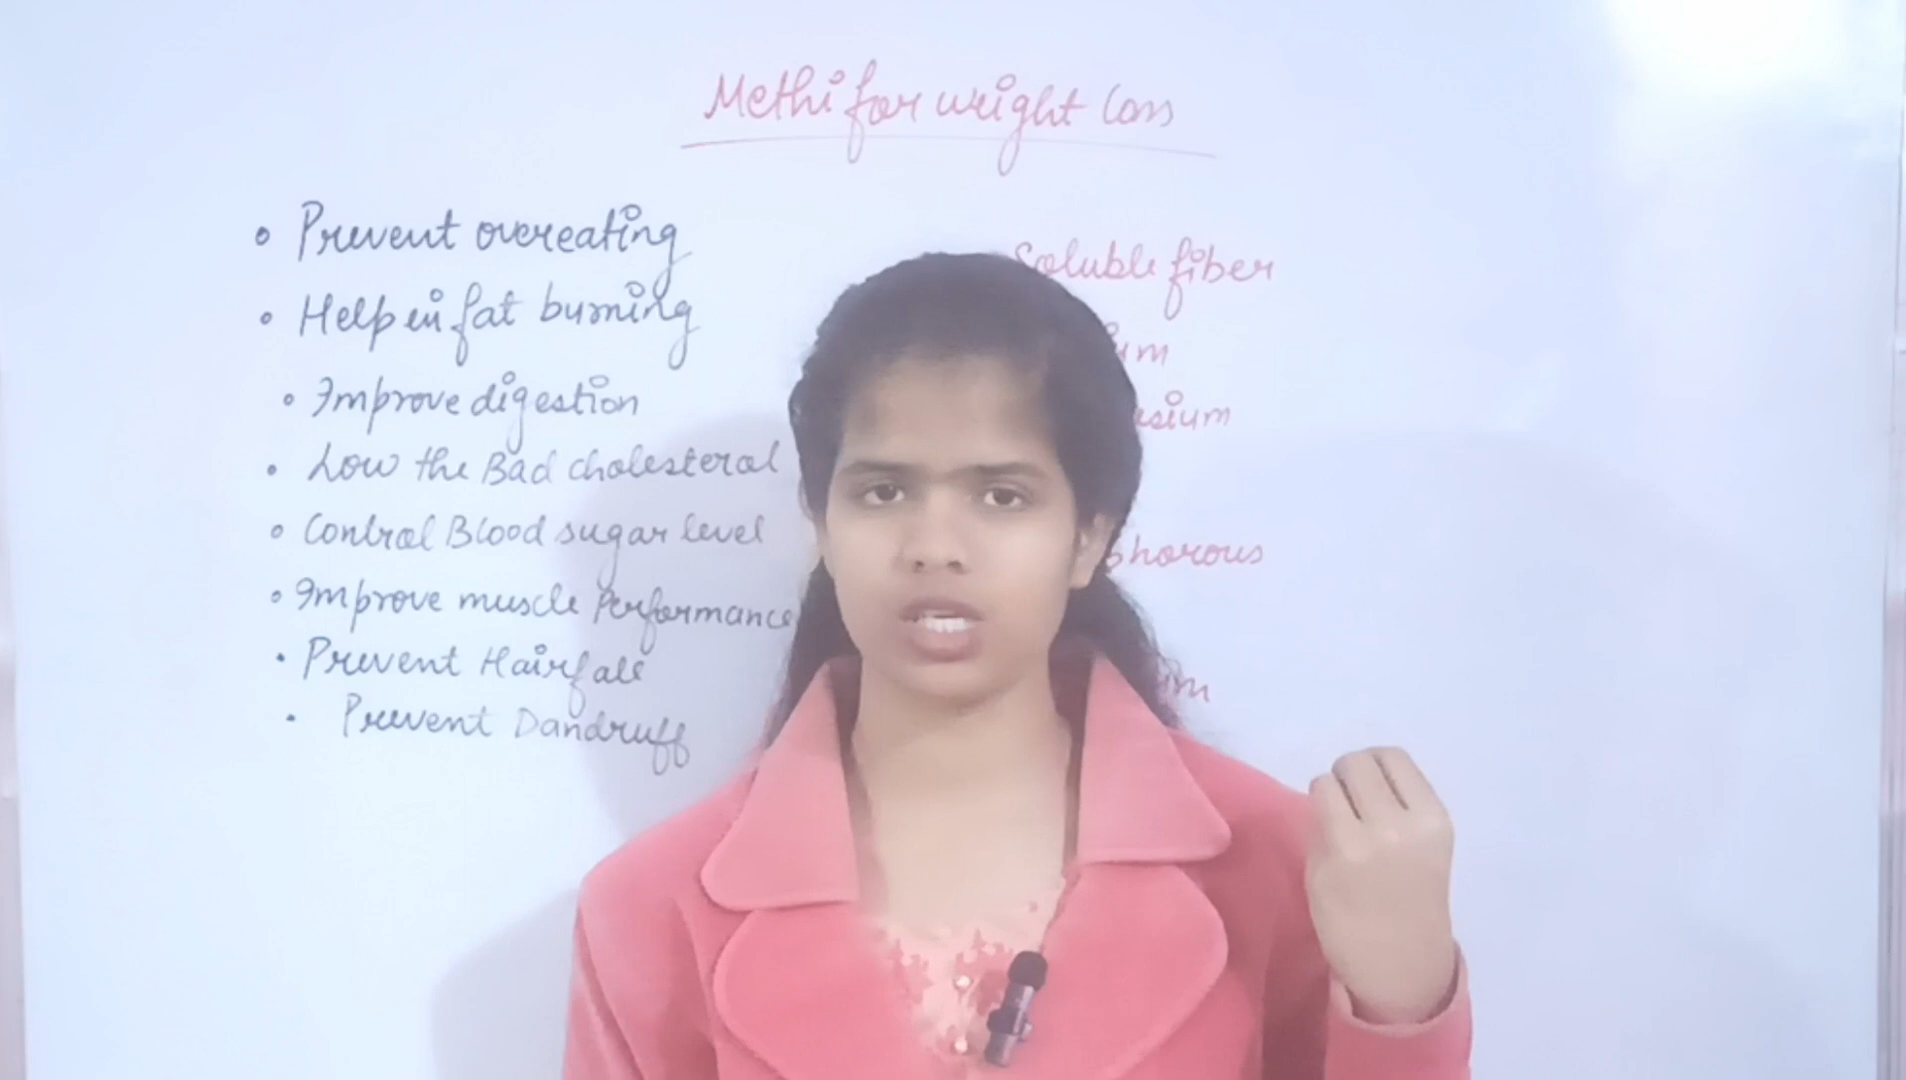 Methi for weight loss
• Prevent overeating
• Help in fat burning
• Improve digestion
• Low the Bad cholesteral
• Control Blood sugar level
• Improve muscle Performance
• Prevent Hairfall
• Prevent Dandruff
Soluble fiber